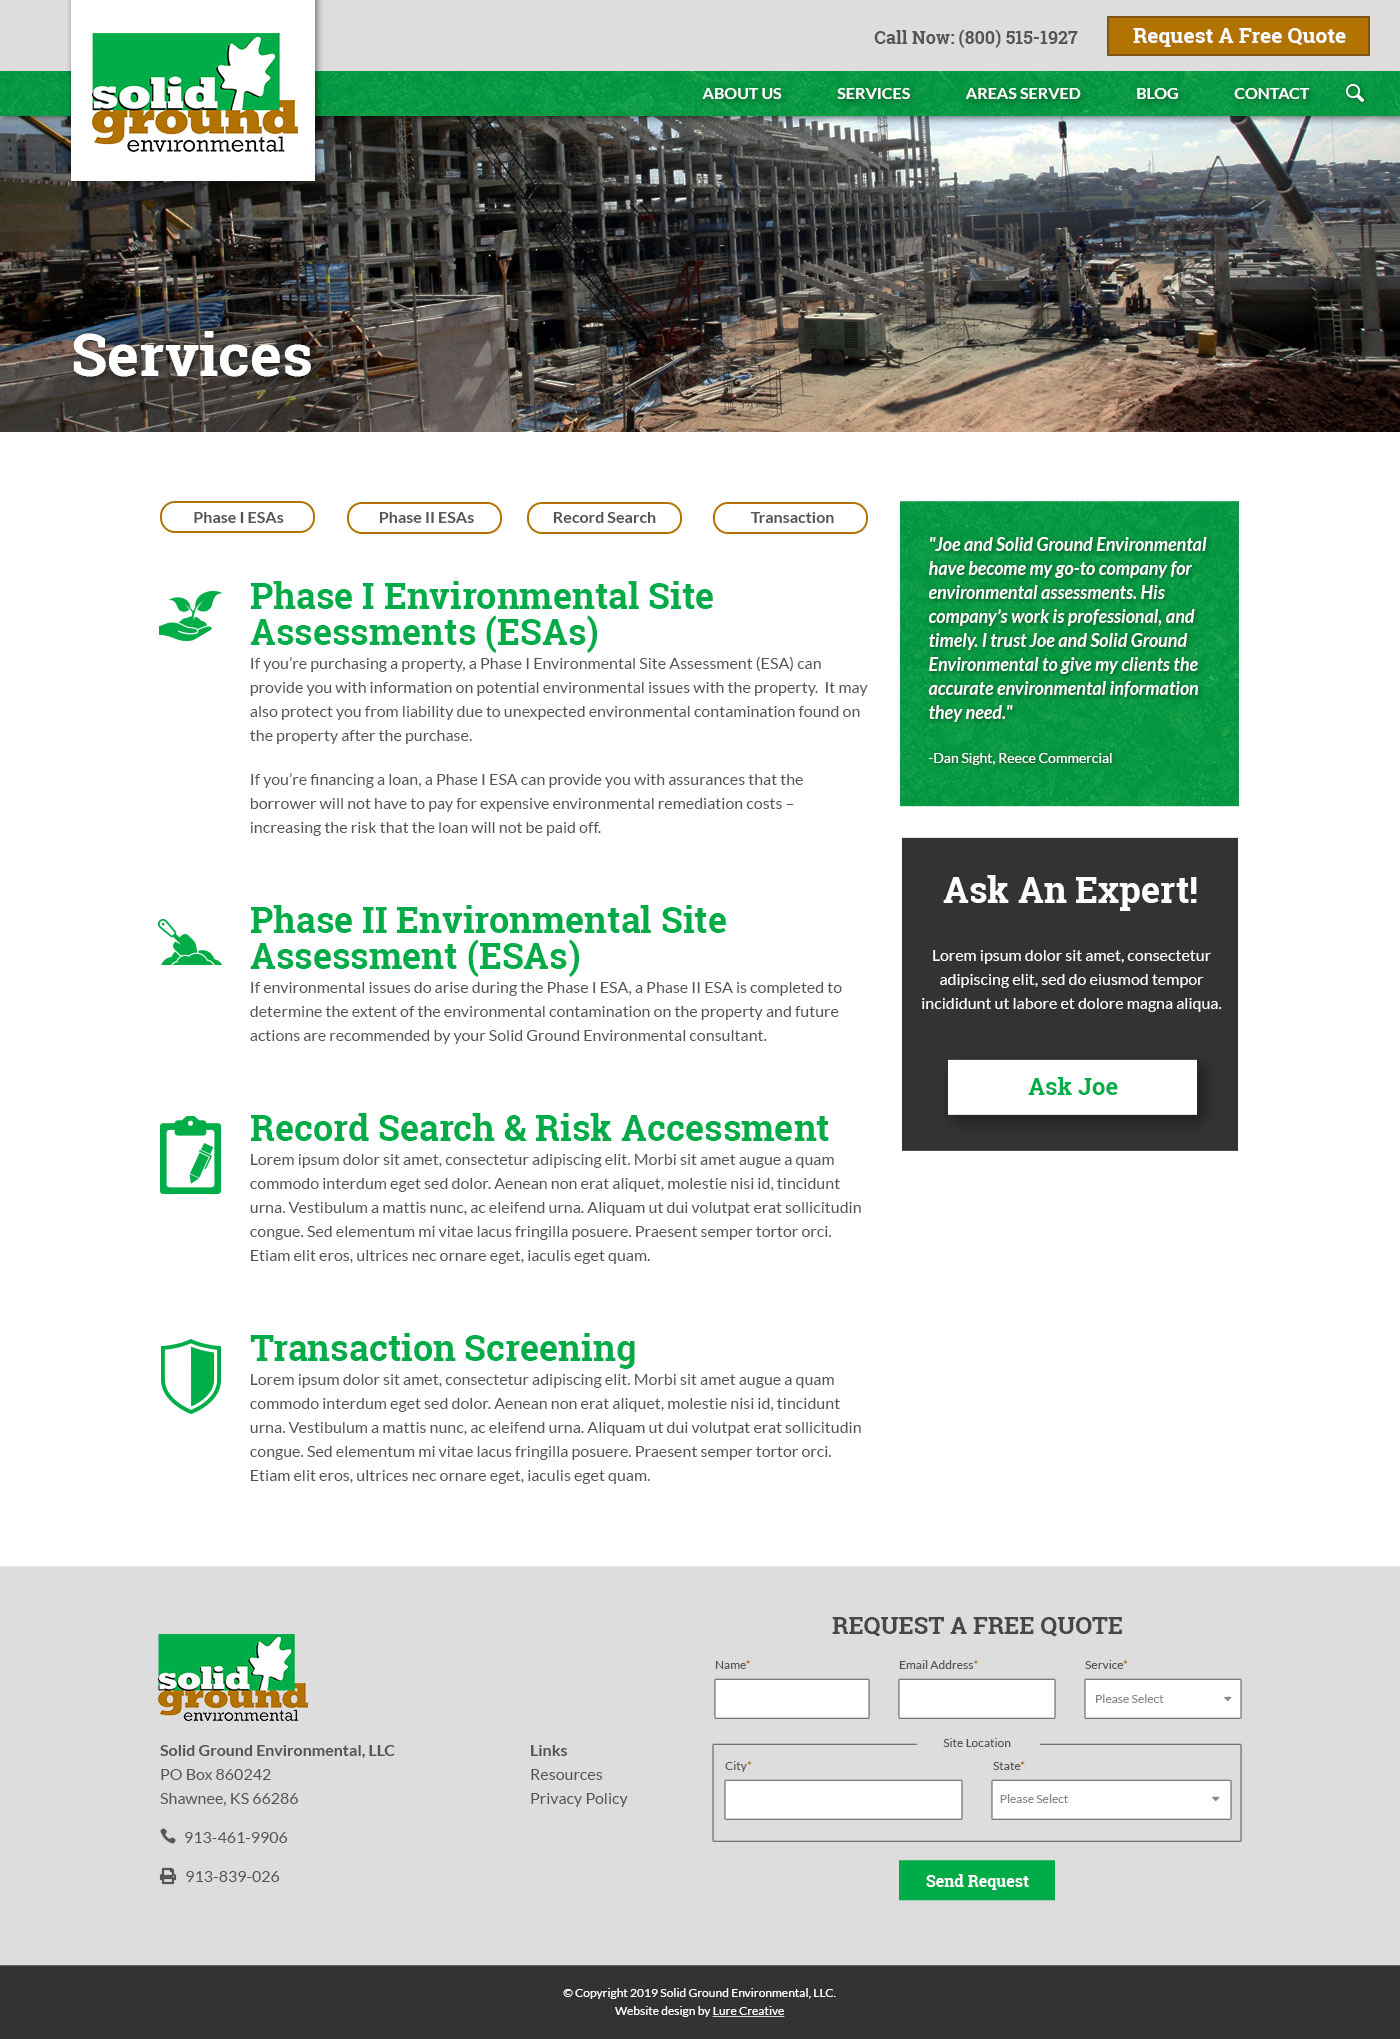 Call Now: (800) 515-1927
Request A Free Quote
solid
ground
environmental
ABOUT US
SERVICES
AREAS SERVED
BLOG
CONTACT
Services
Phase I ESAs
Phase II ESAs
Record Search
Transaction
Phase I Environmental Site
Assessments (ESAs)
If you’re purchasing a property, a Phase I Environmental Site Assessment (ESA) can
provide you with information on potential environmental issues with the property.  It may
also protect you from liability due to unexpected environmental contamination found on
the property after the purchase.
If you’re financing a loan, a Phase I ESA can provide you with assurances that the
borrower will not have to pay for expensive environmental remediation costs –
increasing the risk that the loan will not be paid off.
Phase II Environmental Site
Assessment (ESAs)
If environmental issues do arise during the Phase I ESA, a Phase II ESA is completed to
determine the extent of the environmental contamination on the property and future
actions are recommended by your Solid Ground Environmental consultant.
Record Search & Risk Accessment
Lorem ipsum dolor sit amet, consectetur adipiscing elit. Morbi sit amet augue a quam
commodo interdum eget sed dolor. Aenean non erat aliquet, molestie nisi id, tincidunt
urna. Vestibulum a mattis nunc, ac eleifend urna. Aliquam ut dui volutpat erat sollicitudin
congue. Sed elementum mi vitae lacus fringilla posuere. Praesent semper tortor orci.
Etiam elit eros, ultrices nec ornare eget, iaculis eget quam.
Transaction Screening
Lorem ipsum dolor sit amet, consectetur adipiscing elit. Morbi sit amet augue a quam
commodo interdum eget sed dolor. Aenean non erat aliquet, molestie nisi id, tincidunt
urna. Vestibulum a mattis nunc, ac eleifend urna. Aliquam ut dui volutpat erat sollicitudin
congue. Sed elementum mi vitae lacus fringilla posuere. Praesent semper tortor orci.
Etiam elit eros, ultrices nec ornare eget, iaculis eget quam.
"Joe and Solid Ground Environmental
have become my go-to company for
environmental assessments. His
company’s work is professional, and
timely. I trust Joe and Solid Ground
Environmental to give my clients the
accurate environmental information
they need."
-Dan Sight, Reece Commercial
Ask An Expert!
Lorem ipsum dolor sit amet, consectetur
adipiscing elit, sed do eiusmod tempor
incididunt ut labore et dolore magna aliqua.
Ask Joe
solid
ground
environmental
Solid Ground Environmental, LLC
PO Box 860242
Shawnee, KS 66286
913-461-9906
913-839-026
Links
Resources
Privacy Policy
REQUEST A FREE QUOTE
Name*
Email Address*
Service*
Please Select
Site Location
City*
State*
Please Select
Send Request
© Copyright 2019 Solid Ground Environmental, LLC.
Website design by Lure Creative